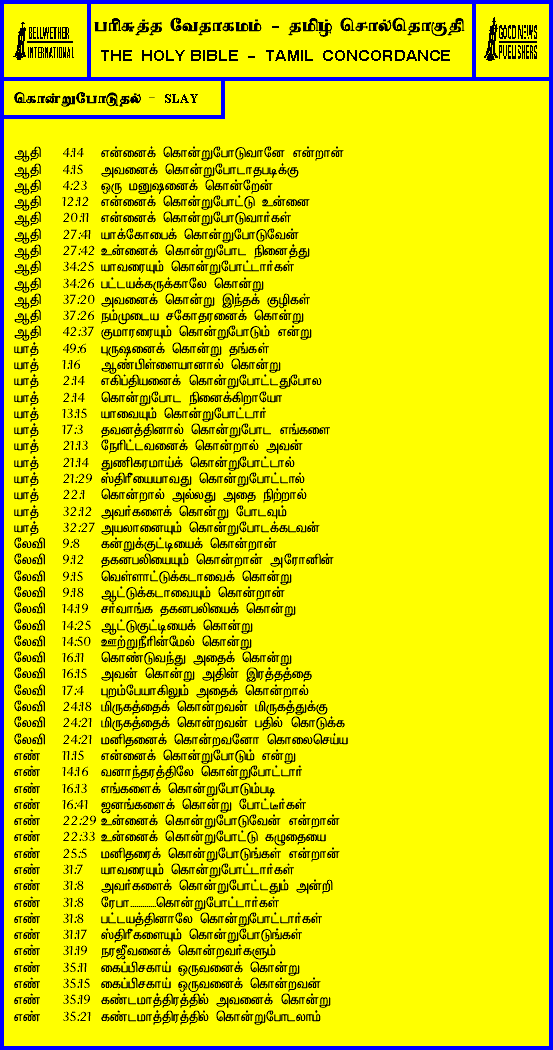 BELLWETHER
INTERNATIONAL
பரிசுத்த வேதாகமம் - தமிழ் சொல்தொகுதி
THE HOLY BIBLE - TAMIL CONCORDANCE
GOOD NEWS
PUBLISHERS
கொன்றுபோடுதல் - SLAY
ஆதி 4:14 என்னைக் கொன்றுபோடுவானே என்றான்
ஆதி 4:15 அவனைக் கொன்றுபோடாதபடிக்கு
ஆதி 4:23 ஒரு மனுஷனைக் கொன்றேன்
ஆதி 12:12 என்னைக் கொன்றுபோட்டு உன்னை
ஆதி 20:11 என்னைக் கொன்றுபோடுவார்கள்
ஆதி 27:41 யாக்கோபைக் கொன்றுபோடுவேன்
ஆதி 27:42 உன்னைக் கொன்றுபோட நினைத்து
ஆதி 34:25 யாவரையும் கொன்றுபோட்டார்கள்
ஆதி 34:26 பட்டயக்கருக்காலே கொன்று
ஆதி 37:20 அவனைக் கொன்று இந்தக் குழிகள்
ஆதி 37:26 நம்முடைய சகோதரனைக் கொன்று
ஆதி 42:37 குமாரரையும் கொன்றுபோடும் என்று
யாத் 49:6 புருஷனைக் கொன்று தங்கள்
யாத் 1:16 ஆண்பிள்ளையானால் கொன்று
யாத் 2:14 எகிப்தியனைக் கொன்றுபோட்டதுபோல
யாத் 2:14 கொன்றுபோட நினைக்கிறாயோ
யாத் 13:15 யாவையும் கொன்றுபோட்டார்
யாத் 17:3 தவனத்தினால் கொன்றுபோட எங்களை
யாத் 21:13 நேரிட்டவனைக் கொன்றால் அவன்
யாத் 21:14 துணிகரமாய்க் கொன்றுபோட்டால்
யாத் 21:29 ஸ்திரீயையாவது கொன்றுபோட்டால்
யாத் 22:1 கொன்றால் அல்லது அதை நிற்றால்
யாத் 32:12 அவர்களைக் கொன்று போடவும்
யாத் 32:27 அயலானையும் கொன்றுபோடக்கடவன்
லேவி 9:8 கன்றுக்குட்டியைக் கொன்றான்
லேவி 9:12 தகனபலியையும் கொன்றான் அரோனின்
லேவி 9:15 வெள்ளாட்டுக்கடாவைக் கொன்று
லேவி 9:18 ஆட்டுக்கடாவையும் கொன்றான்
லேவி 14:19 சர்வாங்க தகனபலியைக் கொன்று
லேவி 14:25 ஆட்டுகுட்டியைக் கொன்று
லேவி 14:50 ஊற்றுநீரின்மேல் கொன்று
லேவி 16:11 கொண்டுவந்து அதைக் கொன்று
லேவி 16:15 அவன் கொன்று அதின் இரத்தத்தை
லேவி 17:4 புறம்பேயாகிலும் அதைக் கொன்றால்
லேவி 24:18 மிருகத்தைக் கொன்றவன் மிருகத்துக்கு
லேவி 24:21 மிருகத்தைக் கொன்றவன் பதில் கொடுக்க
லேவி 24:21 மனிதனைக் கொன்றவனோ கொலைசெய்ய
எண் 11:15 என்னைக் கொன்றுபோடும் என்று
எண் 14:16 வனாந்தரத்திலே கொன்றுபோட்டார்
எண் 16:13 எங்களைக் கொன்றுபோடும்படி
எண் 16:41 ஜனங்களைக் கொன்று போட்டீர்கள்
எண் 22:29 உன்னைக் கொன்றுபோடுவேன் என்றான்
எண் 22:33 உன்னைக் கொன்றுபோட்டு கழுதையை
எண் 25:5 மனிதரைக் கொன்றுபோடுங்கள் என்றான்
எண் 31:7 யாவரையும் கொன்றுபோட்டார்கள்
எண் 31:8 அவர்களைக் கொன்றுபோட்டதும் அன்றி
எண் 31:8 ரேபா.............கொன்றுபோட்டார்கள்
எண் 31:8 பட்டயத்தினாலே கொன்றுபோட்டார்கள்
எண் 31:17 ஸ்திரீகளையும் கொன்றுபோடுங்கள்
எண் 31:19 நரஜீவனைக் கொன்றவர்களும்
எண் 35:11 கைப்பிசகாய் ஒருவனைக் கொன்று
எண் 35:15 கைப்பிசகாய் ஒருவனைக் கொன்றவன்
எண் 35:19 கண்டமாத்திரத்தில் அவனைக் கொன்று
எண் 35:21 கண்டமாத்திரத்தில் கொன்றுபோடலாம்